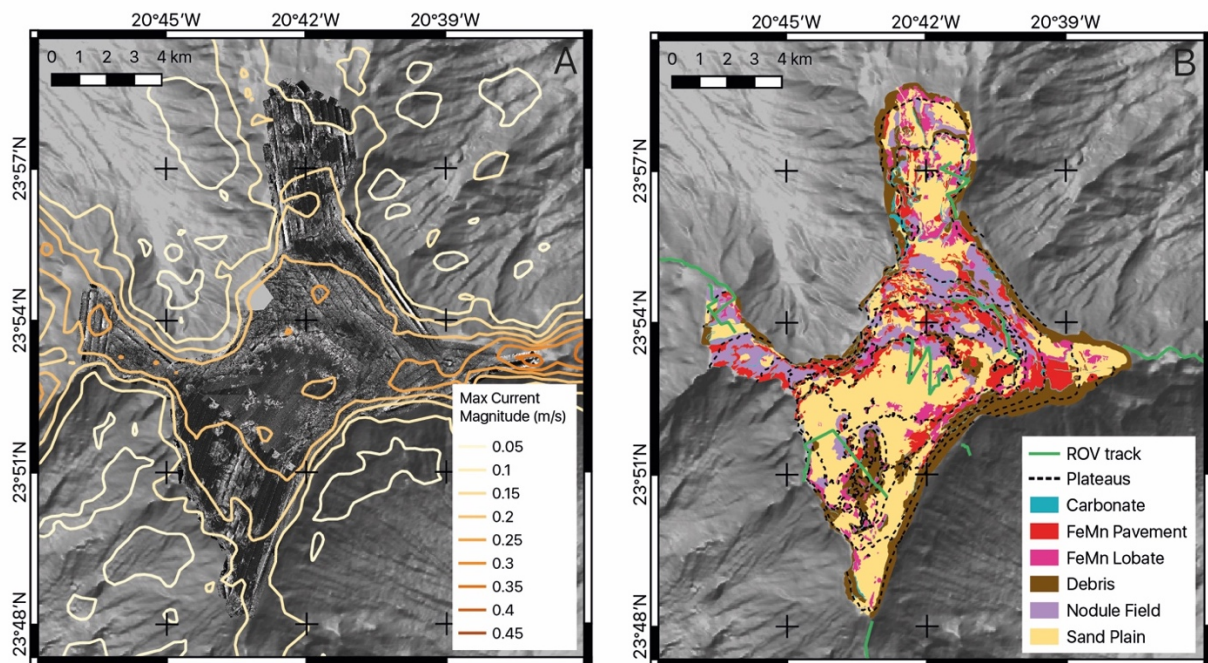 20°45'W 20°42'W 20°39'W
0 1 2 3 4 km
A
23°57'N
23°54'N
23°51'N
23°48'N
Max Current
Magnitude (m/s)
0.05
0.1
0.15
0.2
0.25
0.3
0.35
0.4
0.45
20°45'W 20°42'W 20°39'W
0 1 2 3 4 km
B
23°57'N
23°54'N
23°51'N
23°48'N
ROV track
Plateaus
Carbonate
FeMn Pavement
FeMn Lobate
Debris
Nodule Field
Sand Plain